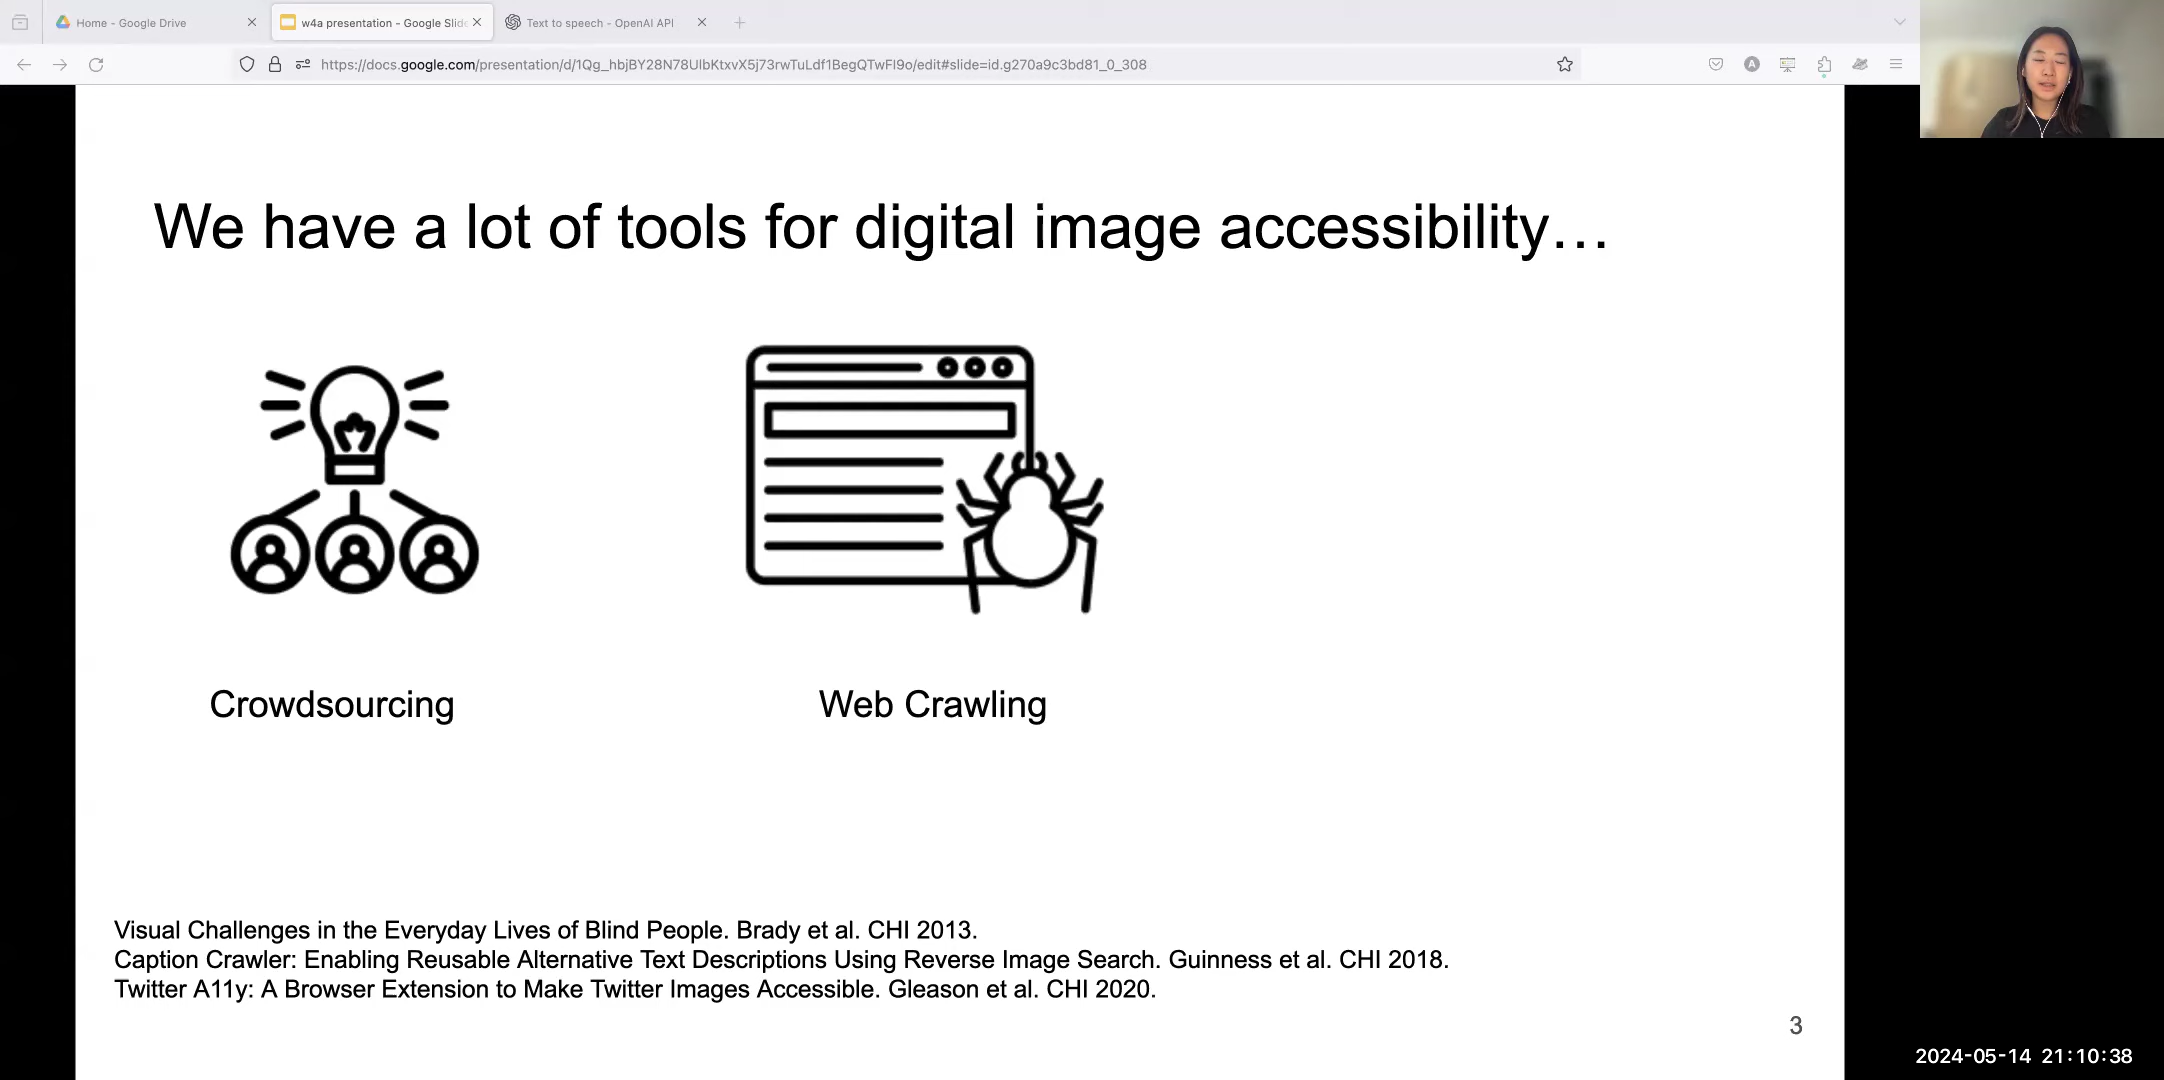 Home - Google Drive
w4a presentation - Google Slide
Text to speech - OpenAI API
https://docs.google.com/presentation/d/1Qg_hbjBY28N78UlbKtxvX5j73rwTuLdf1BegQTwFI9o/edit#slide=id.g270a9c3bd81_0_308
We have a lot of tools for digital image accessibility…
Crowdsourcing
Web Crawling
Visual Challenges in the Everyday Lives of Blind People. Brady et al. CHI 2013.
Caption Crawler: Enabling Reusable Alternative Text Descriptions Using Reverse Image Search. Guinness et al. CHI 2018.
Twitter A11y: A Browser Extension to Make Twitter Images Accessible. Gleason et al. CHI 2020.
3
2024-05-14 21:10:38